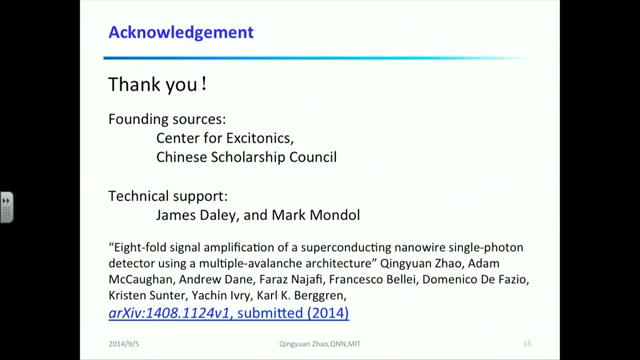 Acknowledgement
Thank you!
Founding sources:
Center for Excitonics,
Chinese Scholarship Council
Technical support:
James Daley, and Mark Mondol
“Eight-fold signal amplification of a superconducting nanowire single-photon
detector using a multiple-avalanche architecture” Qingyuan Zhao, Adam
McCaughan, Andrew Dane, Faraz Najafi, Francesco Bellei, Domenico De Fazio,
Kristen Sunter, Yachin Ivry, Karl K. Berggren,
arXiv:1408.1124v1, submitted (2014)
2014/9/5 Qingyuan Zhao,QNN,MIT 15